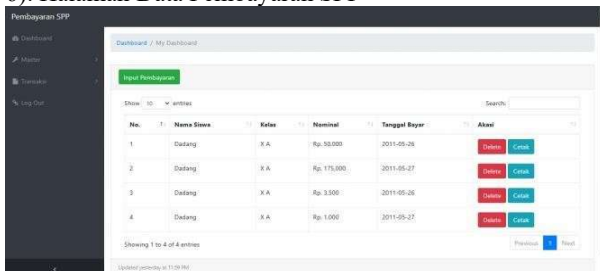 Pembayaran SPP
Dashboard
Master
Transaksi
Log Out
Dashboard / My Dashboard
Input Pembayaran
Show 10 entries
Search:
No. Nama Siswa Kelas Nominal Tanggal Bayar Akasi
1 Dadang X A Rp. 50.000 2011-05-26 Delete Cetak
2 Dadang X A Rp. 175.000 2011-05-27 Delete Cetak
3 Dadang X A Rp. 3.500 2011-05-26 Delete Cetak
4 Dadang X A Rp. 1.000 2011-05-27 Delete Cetak
Showing 1 to 4 of 4 entries
Previous 1 Next
Updated yesterday at 11:59 PM